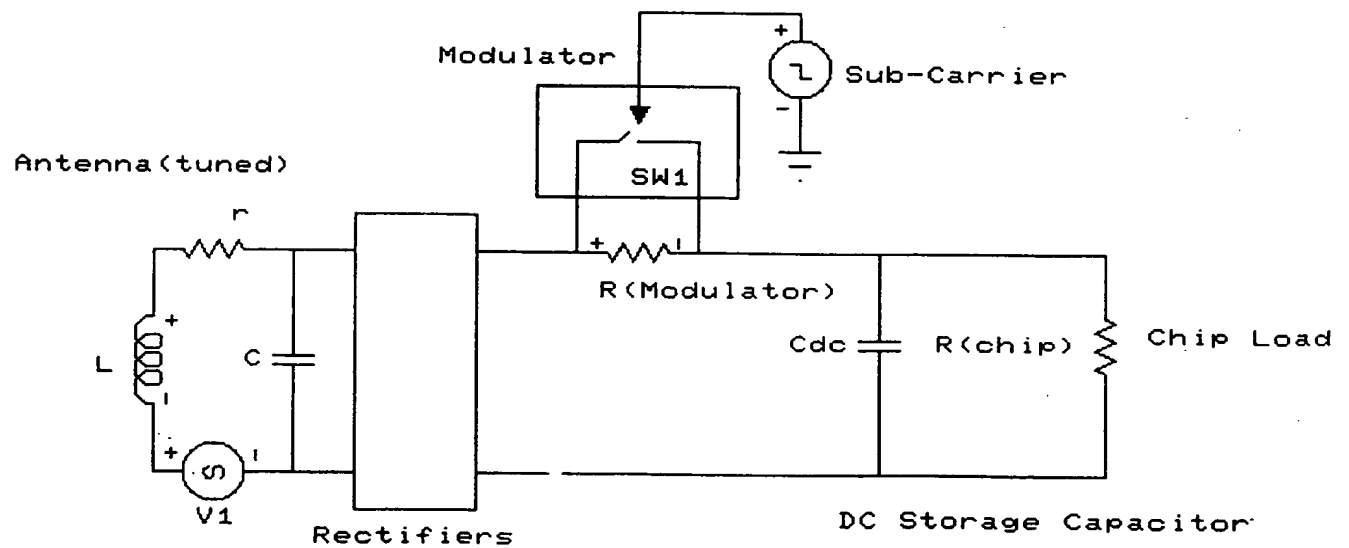 +
Modulator
Sub-Carrier
-
Antenna(tuned)
SW1
r
+ -
R(Modulator)
+
L
C
Cdc
R(chip)
Chip Load
-
+ -
S
V1
Rectifiers
DC Storage Capacitor